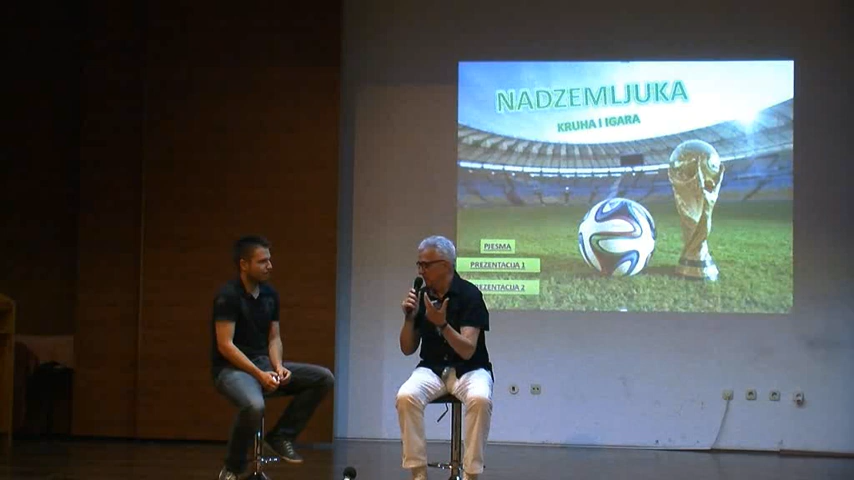 NADZEMLJUKA
KRUHA I IGARA
PJESMA
PREZENTACIJA 1
PREZENTACIJA 2